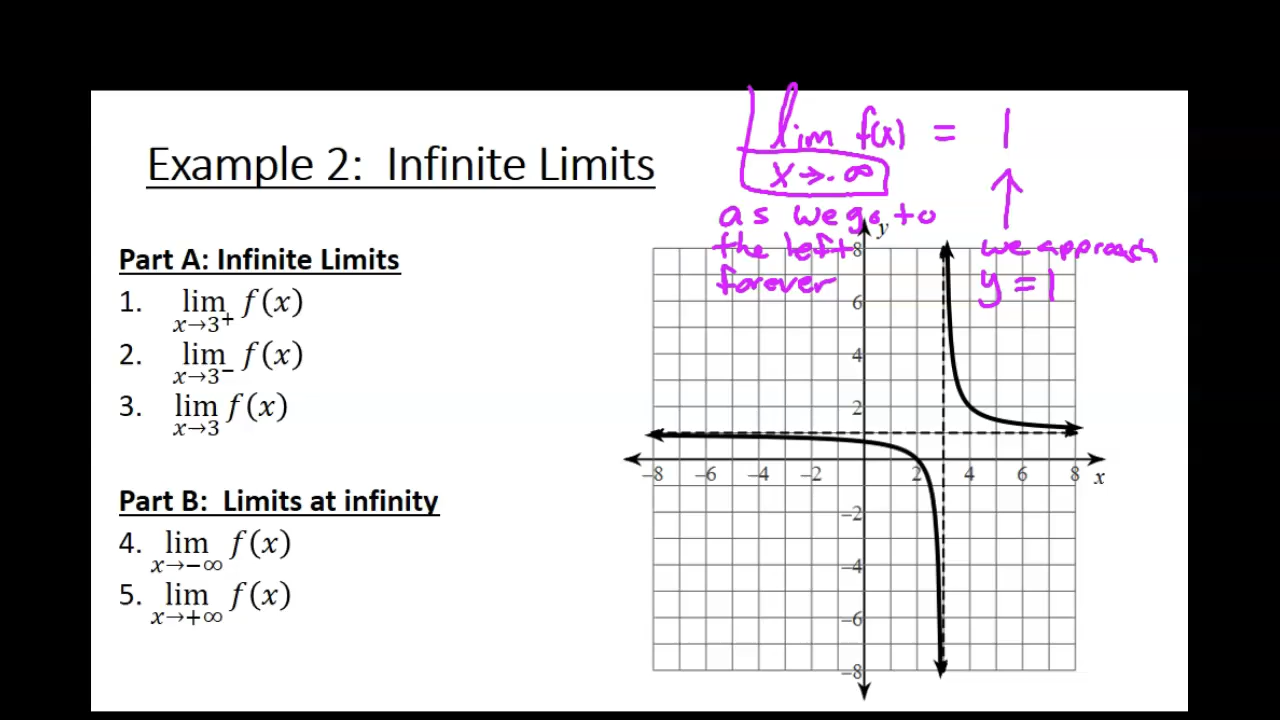 Example 2: Infinite Limits
Part A: Infinite Limits
1. lim f(x)
x→3⁺
2. lim f(x)
x→3⁻
3. lim f(x)
x→3
Part B: Limits at infinity
4. lim f(x)
x→−∞
5. lim f(x)
x→+∞
lim f(x) = 1
x→-∞
as we go to
the left
forever
we approach
y = 1
y
8
6
4
2
−8 −6 −4 −2 2 4 6 8 x
−2
−4
−6
−8